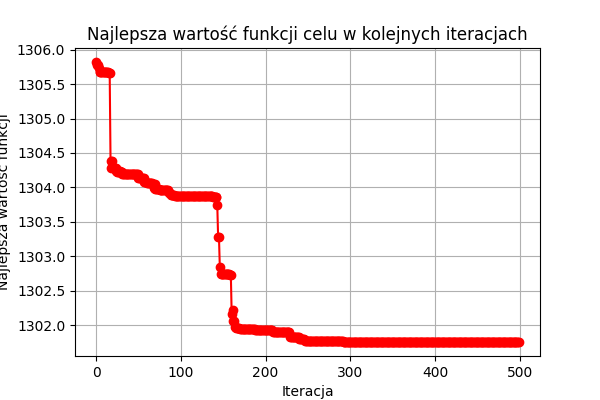 Najlepsza wartość funkcji celu w kolejnych iteracjach
1306.0
1305.5
1305.0
1304.5
1304.0
1303.5
1303.0
1302.5
1302.0
Najlepsza wartość funkcji
0 100 200 300 400 500
Iteracja